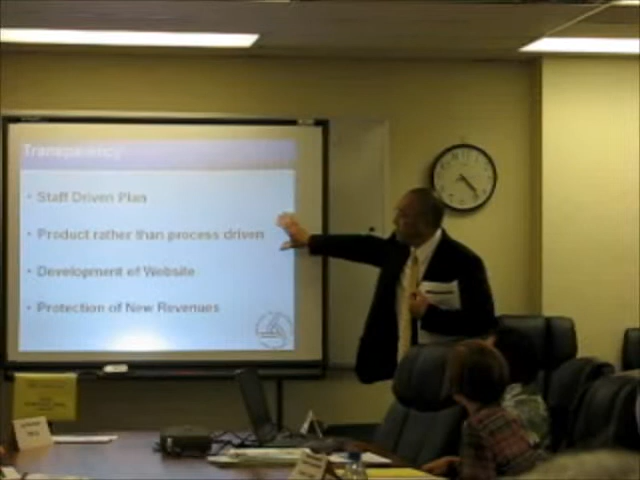 Transparency
• Staff Driven Plan
• Product rather than process driven
• Development of Website
• Protection of New Revenues